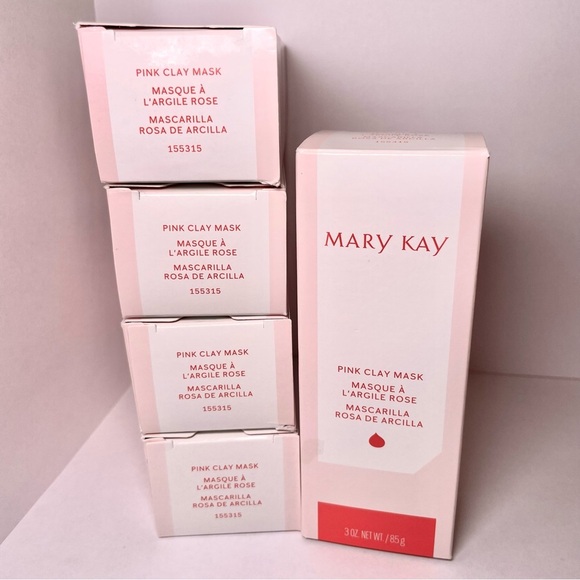 PINK CLAY MASK
MASQUE À
L'ARGILE ROSE
MASCARILLA
ROSA DE ARCILLA
155315
PINK CLAY MASK
MASQUE À
L'ARGILE ROSE
MASCARILLA
ROSA DE ARCILLA
155315
PINK CLAY MASK
MASQUE À
L'ARGILE ROSE
MASCARILLA
ROSA DE ARCILLA
155315
PINK CLAY MASK
MASQUE À
L'ARGILE ROSE
MASCARILLA
ROSA DE ARCILLA
155315
MARY KAY
PINK CLAY MASK
MASQUE À
L'ARGILE ROSE
MASCARILLA
ROSA DE ARCILLA
3 OZ. NET WT / 85 g